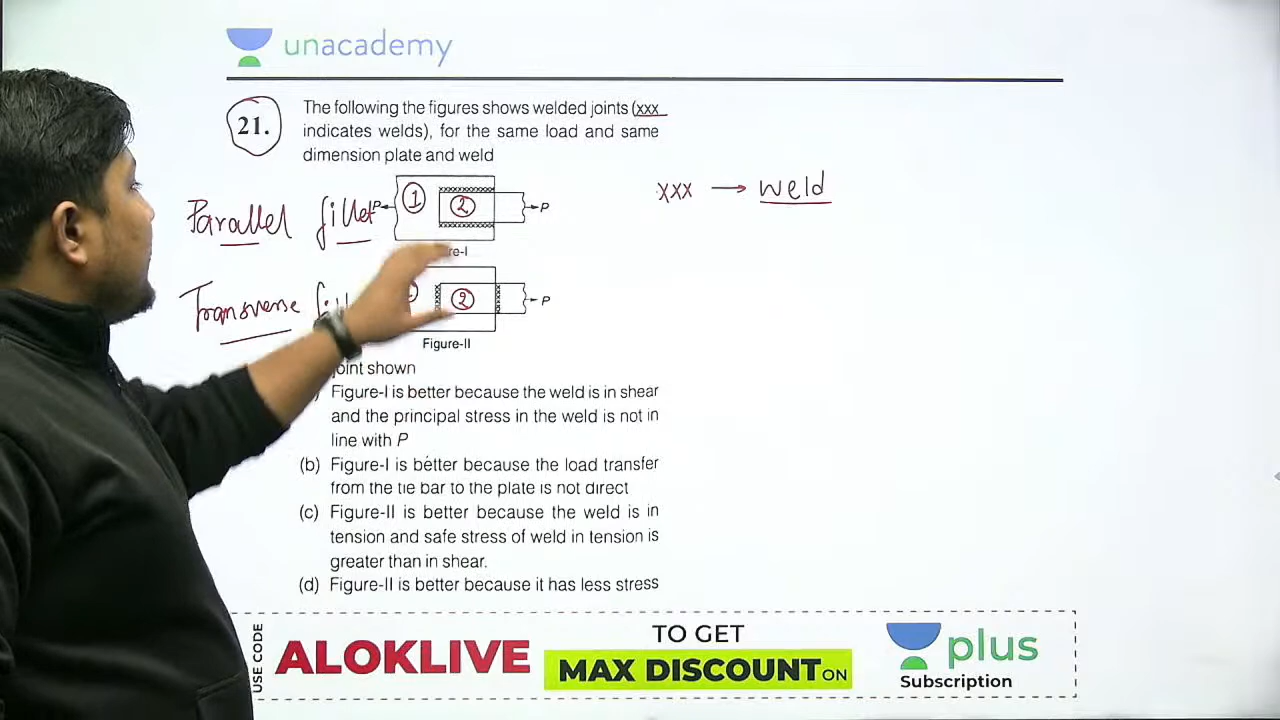 unacademy
21.
The following the figures shows welded joints (xxx
indicates welds), for the same load and same
dimension plate and weld
xxx → weld
Parallel fillet
P 1 2 P
Transverse
2 P
Figure-II
joint shown
Figure-I is better because the weld is in shear
and the principal stress in the weld is not in
line with P
(b) Figure-I is better because the load transfer
from the tie bar to the plate is not direct
(c) Figure-II is better because the weld is in
tension and safe stress of weld in tension is
greater than in shear.
(d) Figure-II is better because it has less stress
USE CODE
ALOKLIVE
TO GET
MAX DISCOUNT ON
plus
Subscription